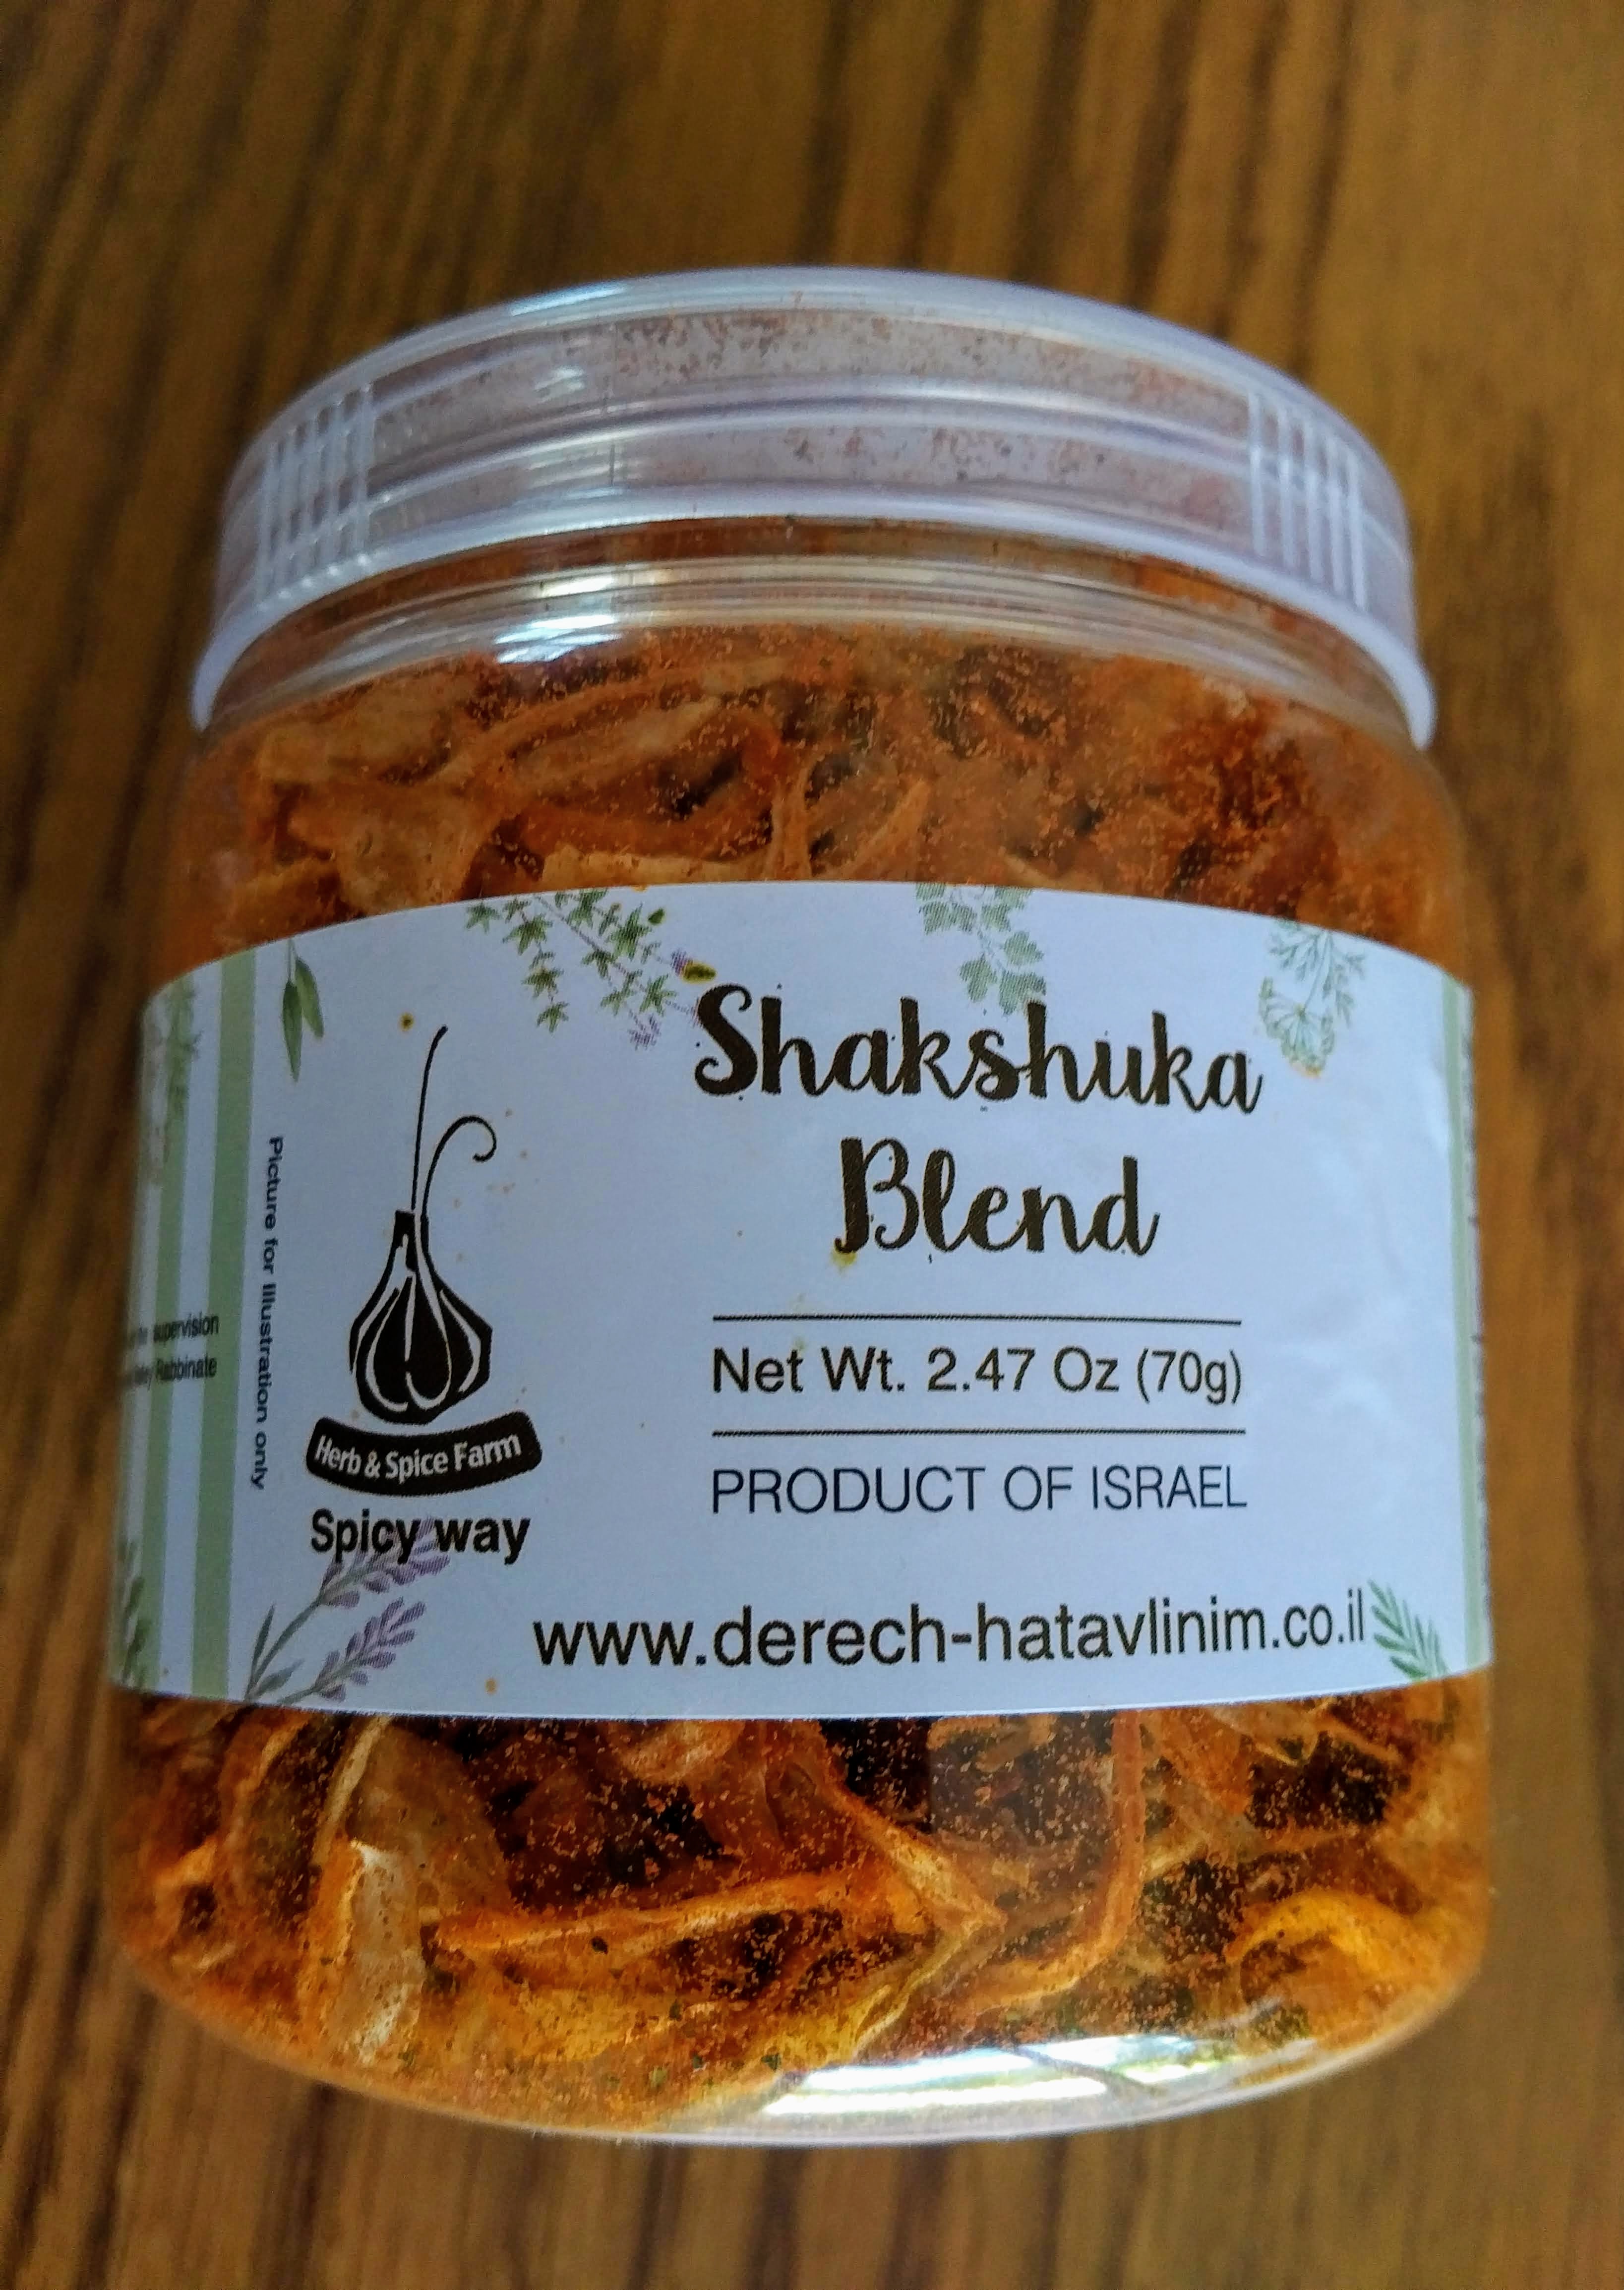 Shakshuka
Blend
Net Wt. 2.47 Oz (70g)
PRODUCT OF ISRAEL
www.derech-hatavlinim.co.il
Herb & Spice Farm
Spicy way
Picture for illustration only
supervision
Rabbinate